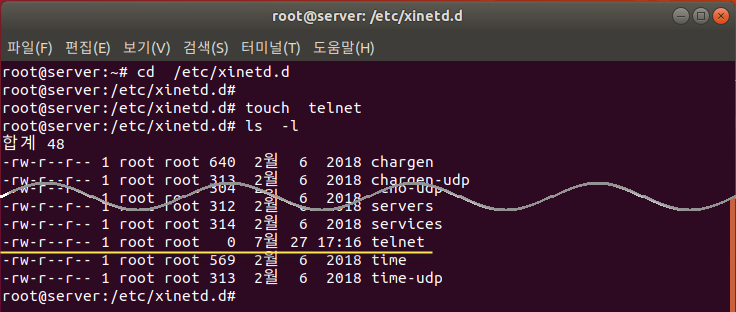 root@server: /etc/xinetd.d
파일(F) 편집(E) 보기(V) 검색(S) 터미널(T) 도움말(H)
root@server:~# cd  /etc/xinetd.d
root@server:/etc/xinetd.d#
root@server:/etc/xinetd.d# touch  telnet
root@server:/etc/xinetd.d# ls  -l
합계 48
-rw-r--r-- 1 root root 640  2월  6  2018 chargen
-rw-r--r-- 1 root root 313  2월  6  2018 chargen-udp
-rw-r--r-- 1 root root 304  2월  6  2018
-rw-r--r-- 1 root root 312  2월  6  2018 servers
-rw-r--r-- 1 root root 314  2월  6  2018 services
-rw-r--r-- 1 root root   0  7월 27 17:16 telnet
-rw-r--r-- 1 root root 569  2월  6  2018 time
-rw-r--r-- 1 root root 313  2월  6  2018 time-udp
root@server:/etc/xinetd.d#